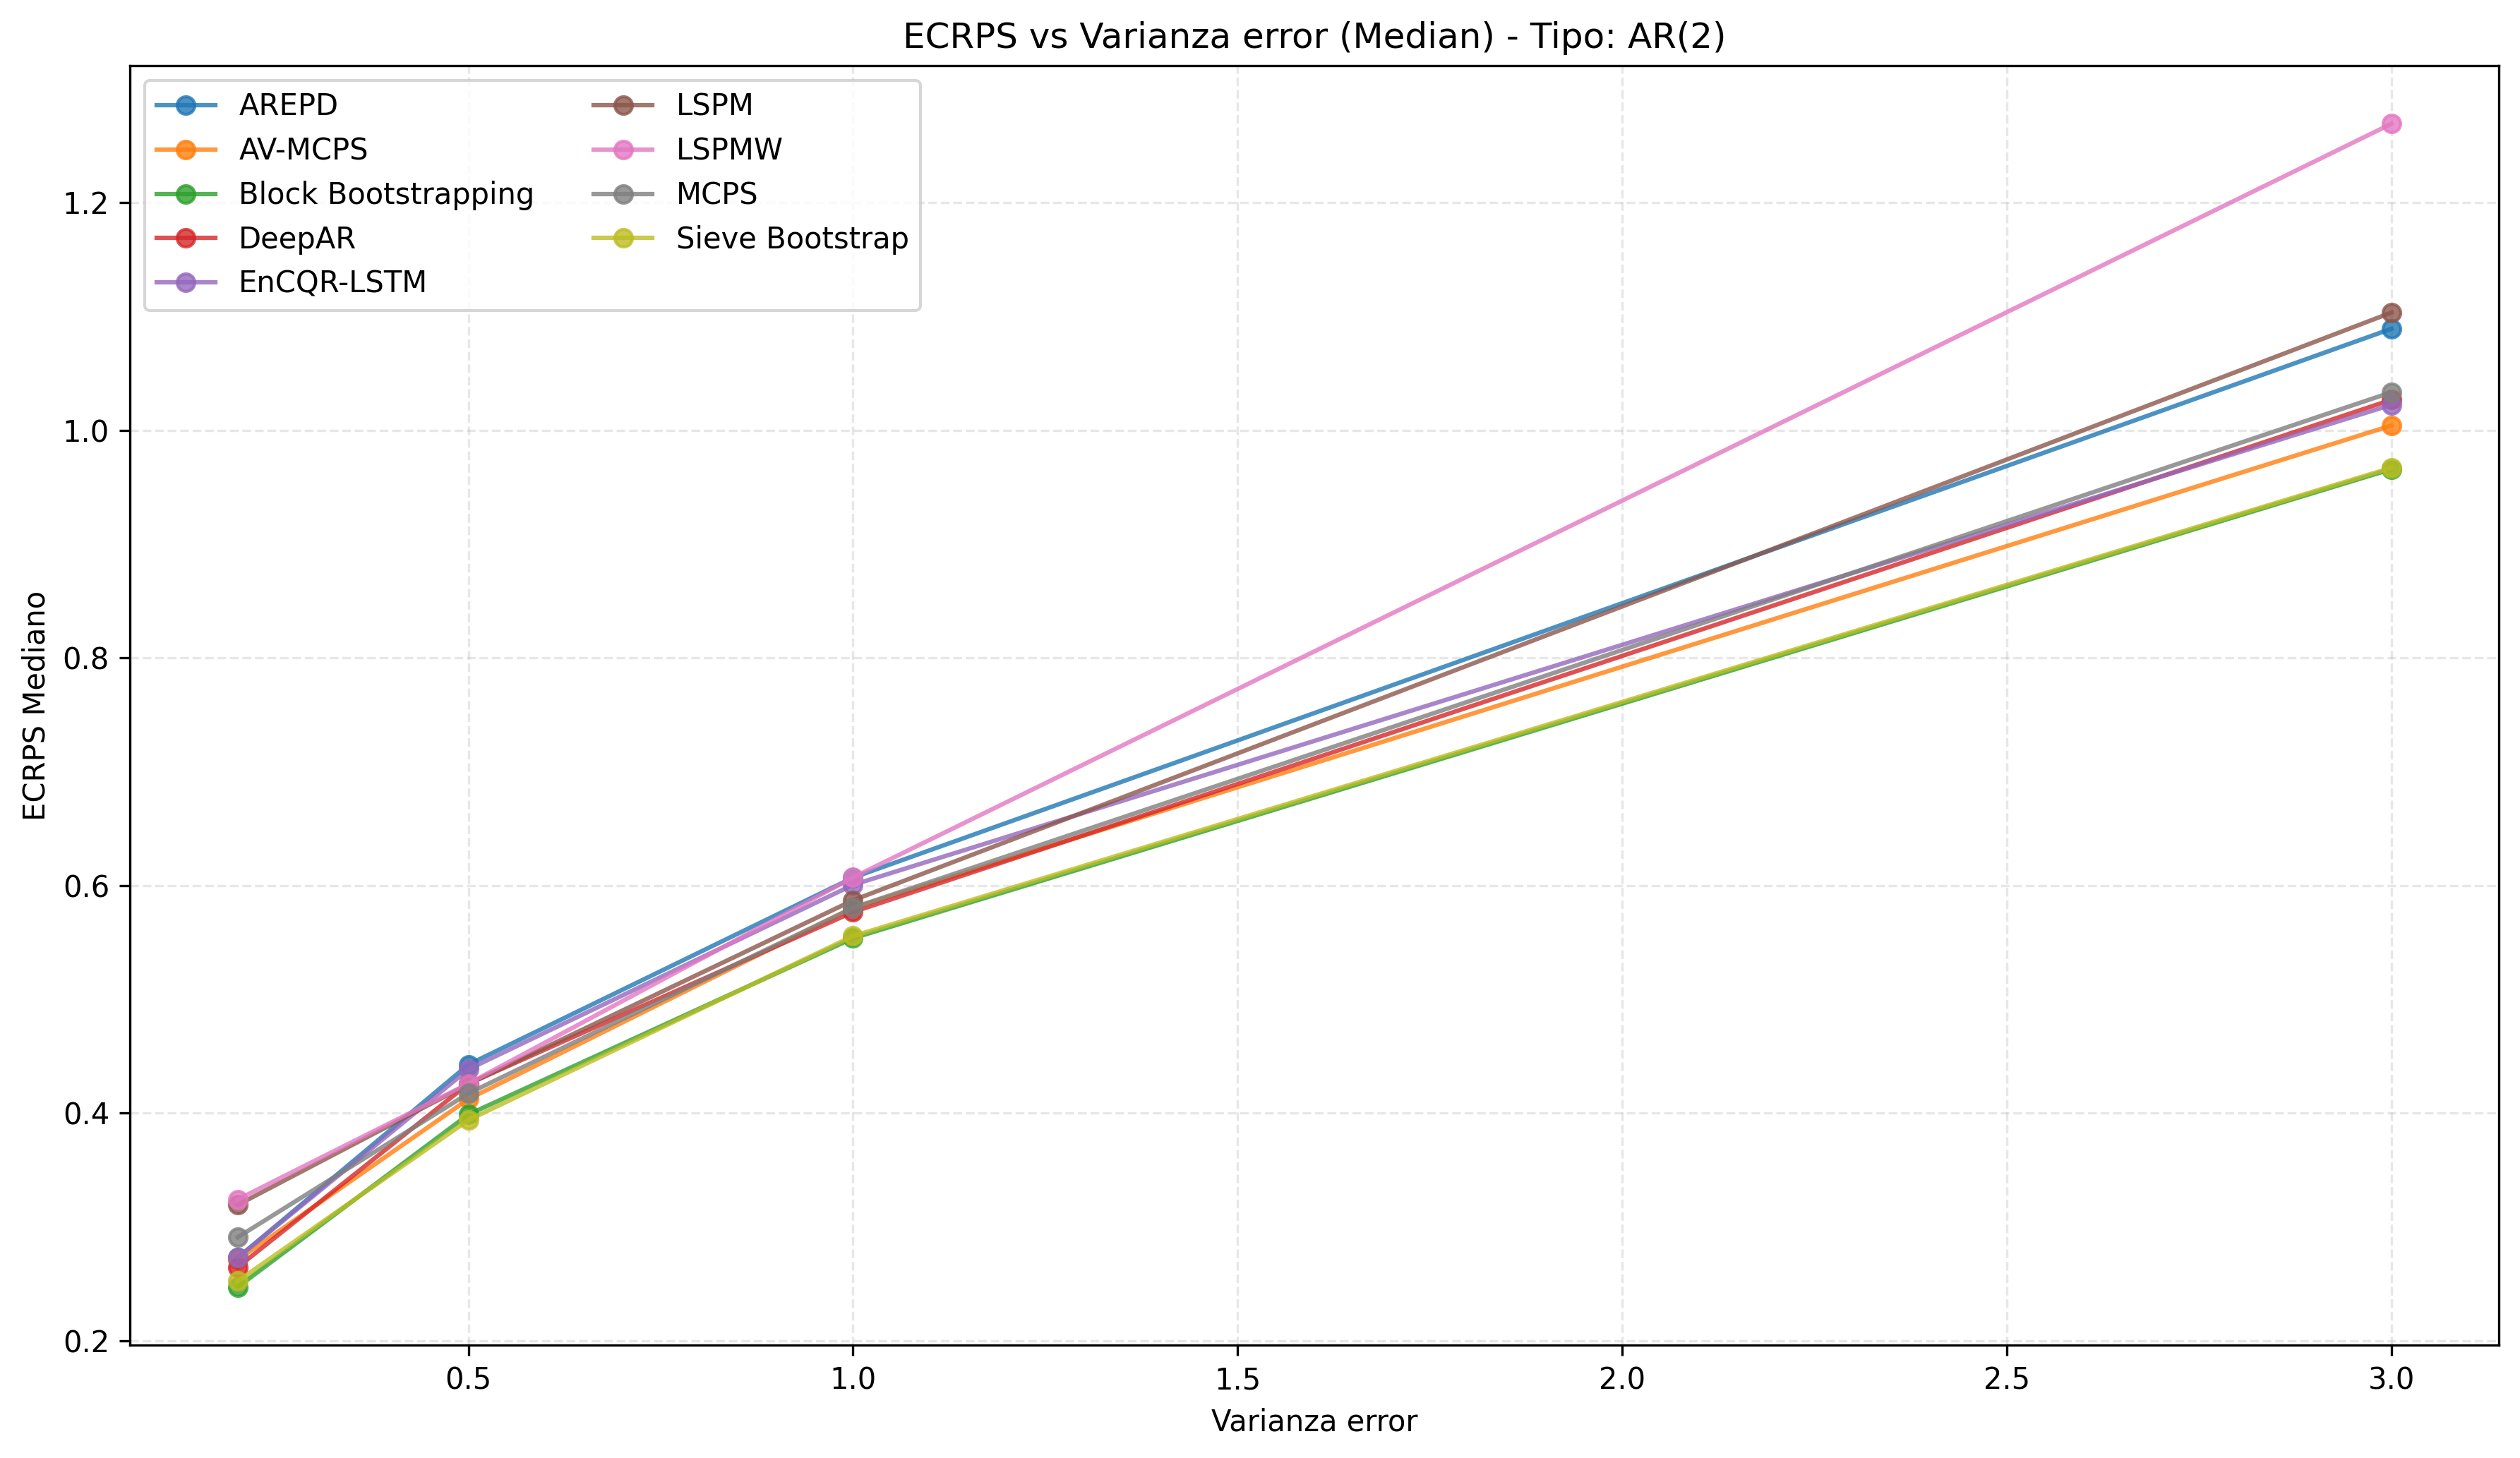 ECRPS vs Varianza error (Median) - Tipo: AR(2)
AREPD
AV-MCPS
Block Bootstrapping
DeepAR
EnCQR-LSTM
LSPM
LSPMW
MCPS
Sieve Bootstrap
ECRPS Mediano
1.2
1.0
0.8
0.6
0.4
0.2
0.5
1.0
1.5
2.0
2.5
3.0
Varianza error